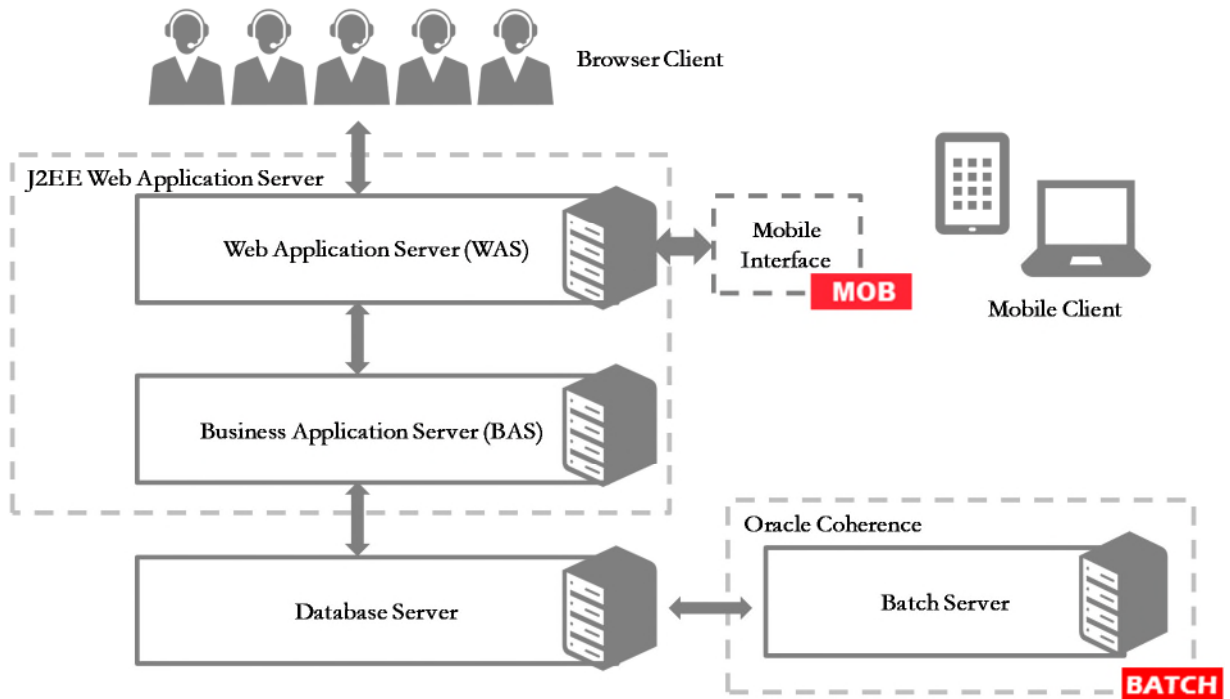 Browser Client
J2EE Web Application Server
Web Application Server (WAS)
Mobile
Interface
MOB
Mobile Client
Business Application Server (BAS)
Oracle Coherence
Database Server
Batch Server
BATCH